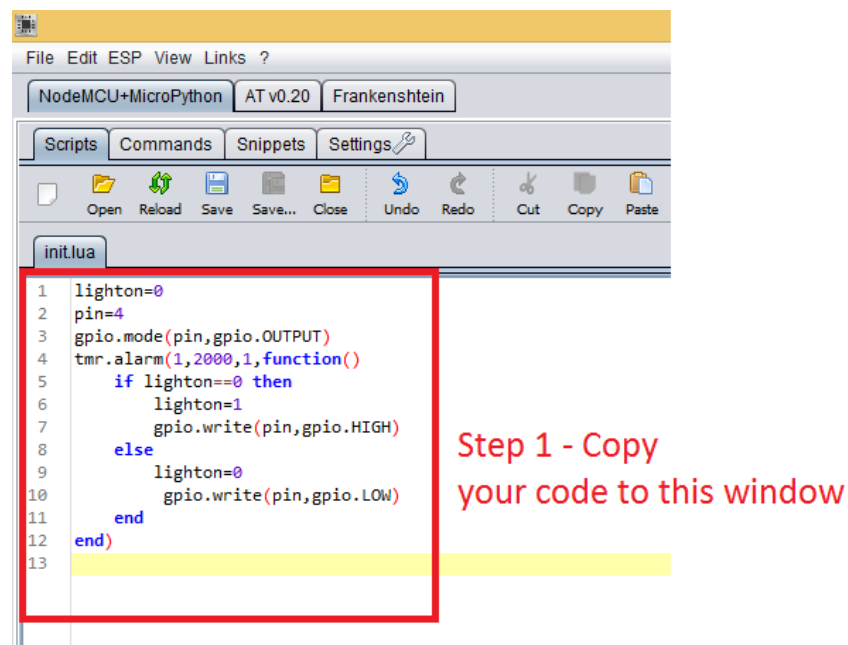 File Edit ESP View Links ?
NodeMCU+MicroPython AT v0.20 Frankenshtein
Scripts Commands Snippets Settings
Open Reload Save Save... Close Undo Redo Cut Copy Paste
init.lua
1 lighton=0
2 pin=4
3 gpio.mode(pin,gpio.OUTPUT)
4 tmr.alarm(1,2000,1,function()
5     if lighton==0 then
6         lighton=1
7         gpio.write(pin,gpio.HIGH)
8     else
9         lighton=0
10          gpio.write(pin,gpio.LOW)
11     end
12 end)
13
Step 1 - Copy
your code to this window